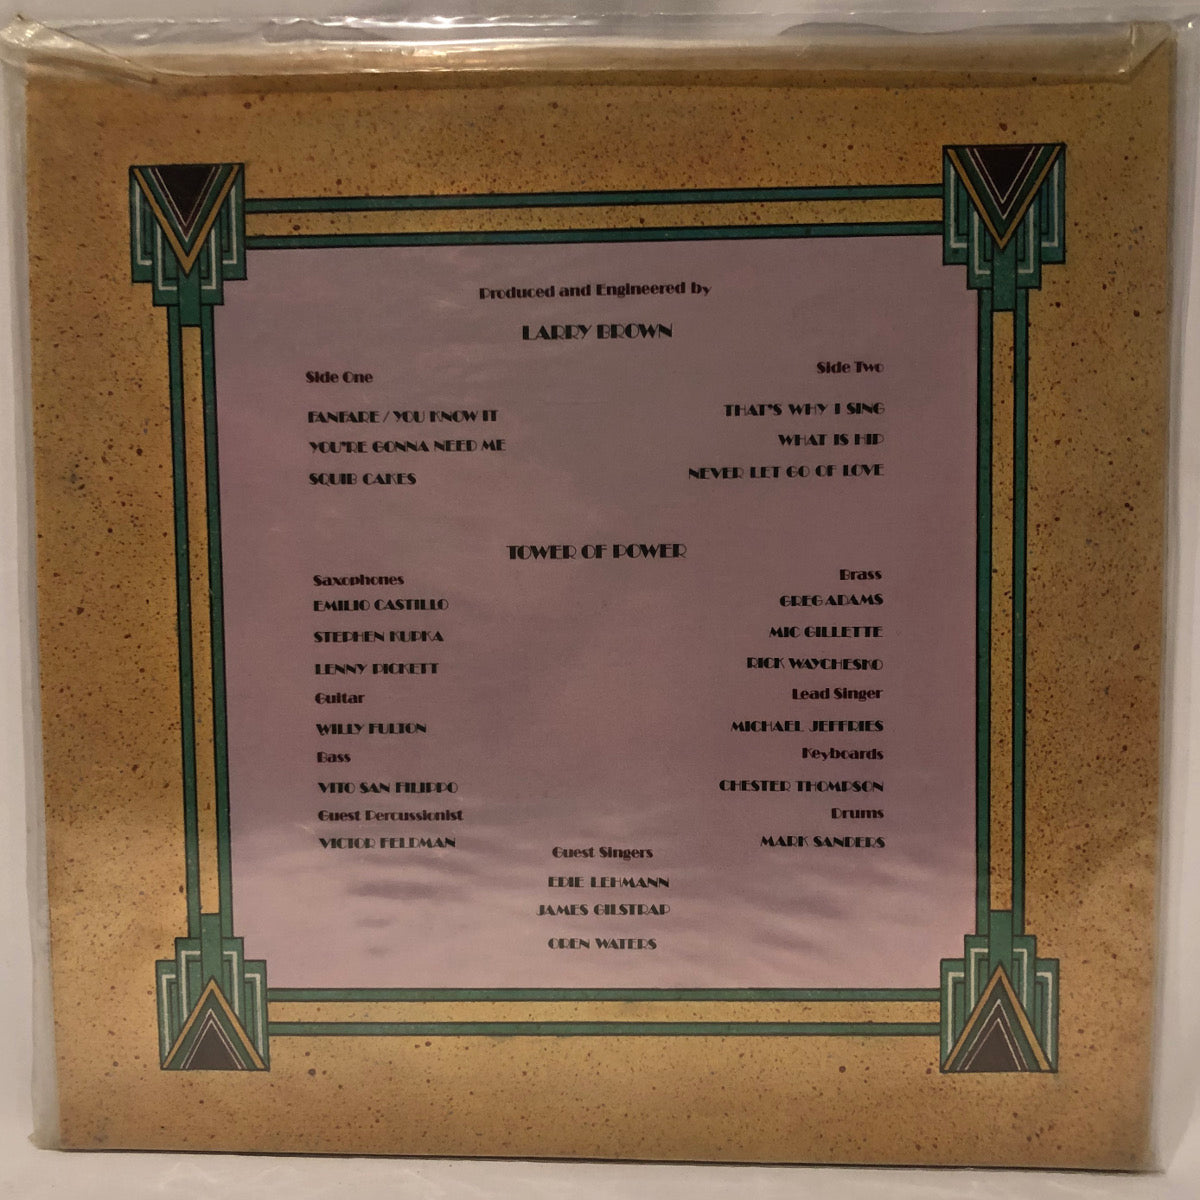 Produced and Engineered by
LARRY BROWN
Side One
FANFARE / YOU KNOW IT
YOU'RE GONNA NEED ME
SQUIB CAKES
Side Two
THAT'S WHY I SING
WHAT IS HIP
NEVER LET GO OF LOVE
TOWER OF POWER
Saxophones
EMILIO CASTILLO
STEPHEN KUPKA
LENNY PICKETT
Guitar
WILLY FULTON
Bass
VITO SAN FILIPPO
Guest Percussionist
VICTOR FELDMAN
Brass
GREG ADAMS
MIC GILLETTE
RICK WAYCHESKO
Lead Singer
MICHAEL JEFFRIES
Keyboards
CHESTER THOMPSON
Drums
MARK SANDERS
Guest Singers
EDIE LEHMANN
JAMES GILSTRAP
OREN WATERS